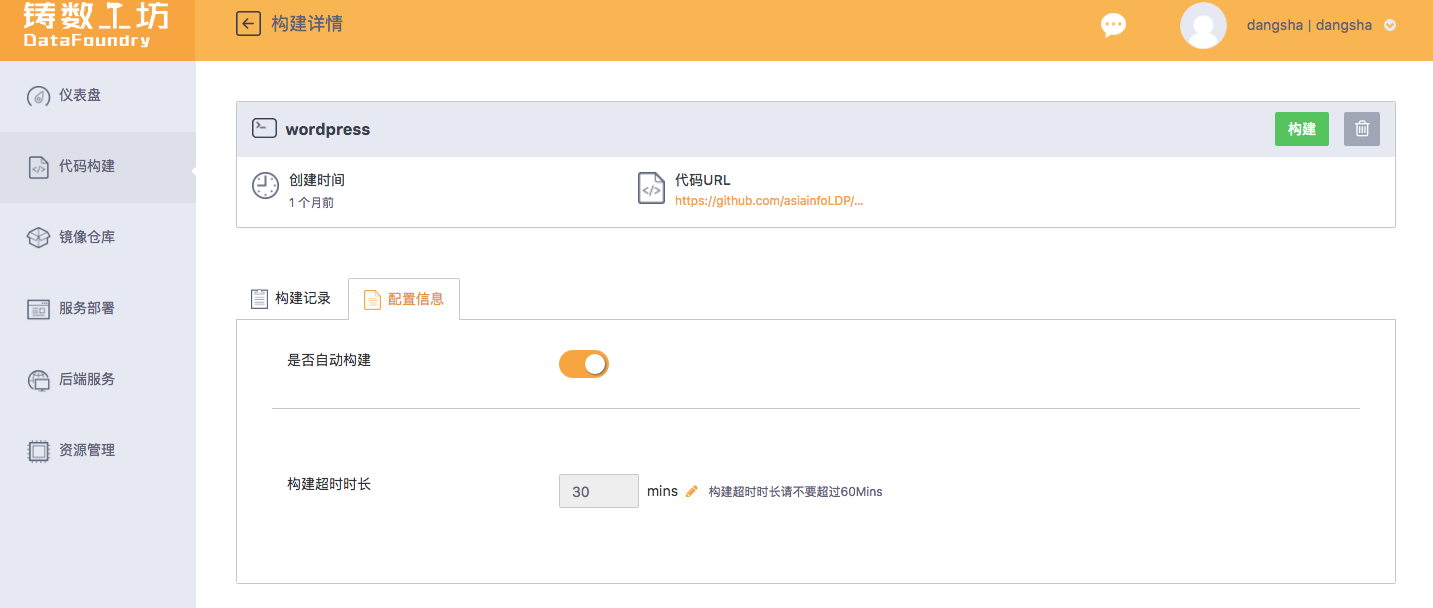 铸数工坊
DataFoundry
构建详情
dangsha | dangsha
仪表盘
代码构建
镜像仓库
服务部署
后端服务
资源管理
wordpress
构建
创建时间
1 个月前
代码URL
https://github.com/asiainfoLDP/...
构建记录
配置信息
是否自动构建
构建超时时长
30 mins 构建超时时长请不要超过60Mins